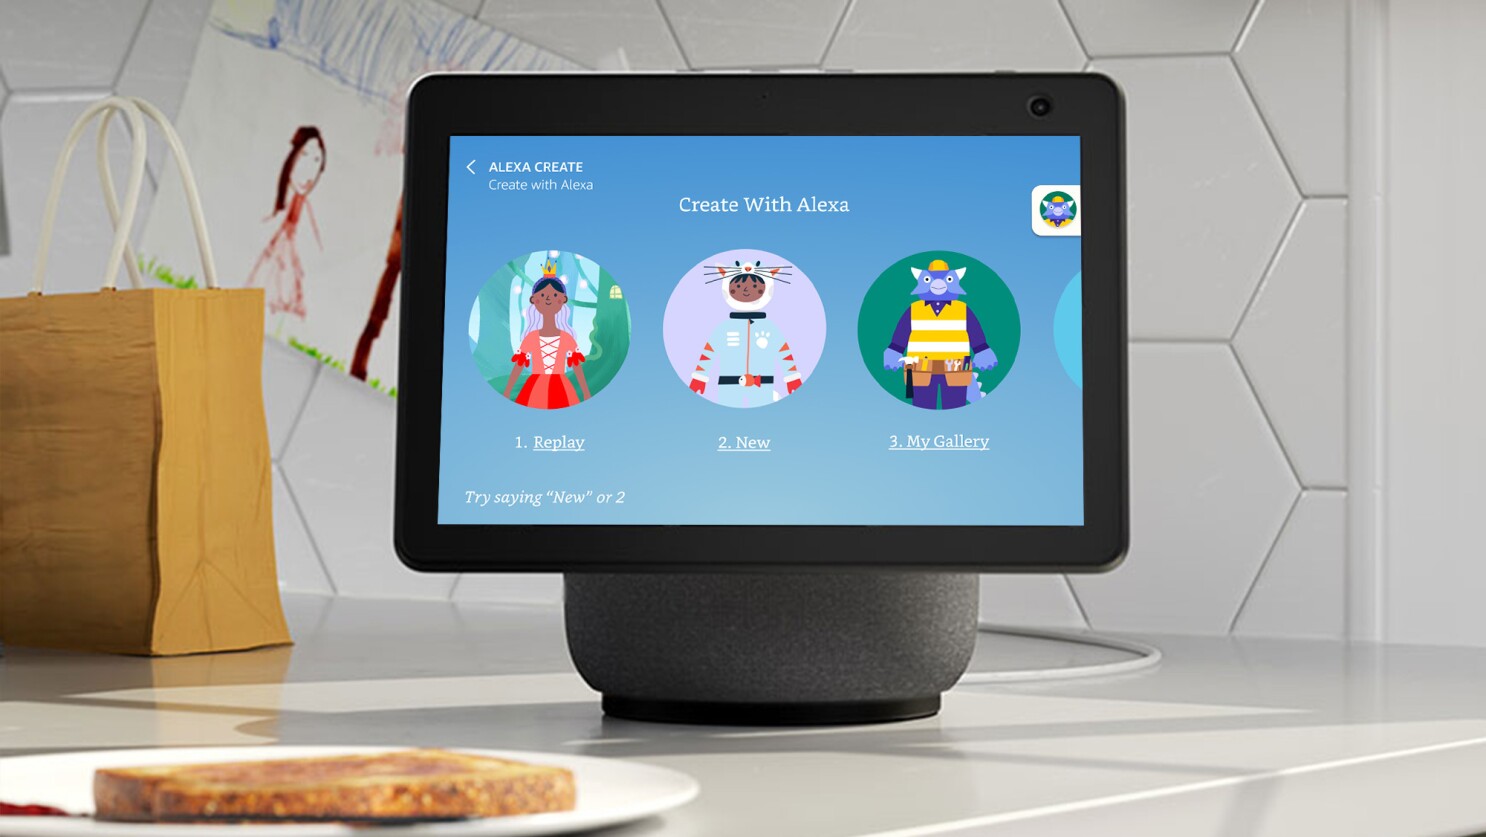 ALEXA CREATE
Create with Alexa
Create With Alexa
1. Replay
2. New
3. My Gallery
Try saying “New” or 2